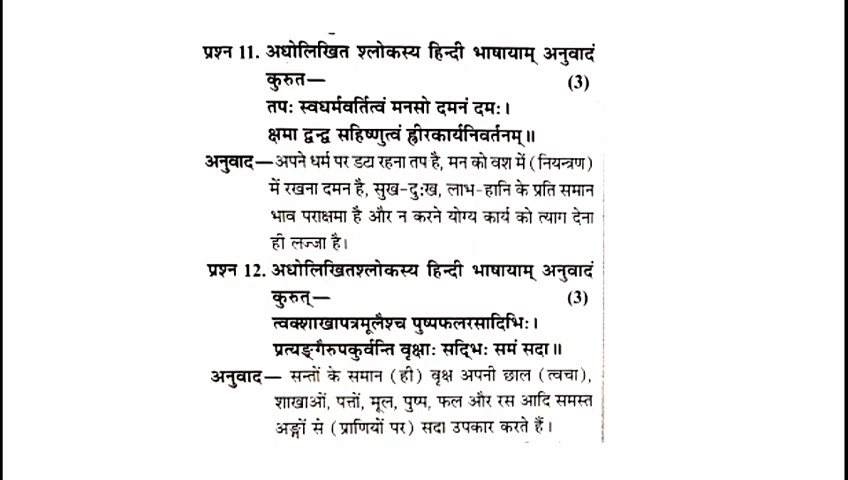 प्रश्न 11. अधोलिखित श्लोकस्य हिन्दी भाषायाम् अनुवादं
कुरुत— (3)
तपः स्वधर्मवर्तित्वं मनसो दमनं दमः।
क्षमा द्वन्द्व सहिष्णुत्वं ह्रीरकार्यनिवर्तनम्॥
अनुवाद—अपने धर्म पर डटा रहना तप है, मन को वश में (नियन्त्रण)
में रखना दमन है, सुख-दुःख, लाभ-हानि के प्रति समान
भाव पराक्षमा है और न करने योग्य कार्य को त्याग देना
ही लज्जा है।
प्रश्न 12. अधोलिखितश्लोकस्य हिन्दी भाषायाम् अनुवादं
कुरुत्— (3)
त्वक्शाखापत्रमूलैश्च पुष्पफलरसादिभिः।
प्रत्यङ्गैरुपकुर्वन्ति वृक्षाः सद्भिः समं सदा॥
अनुवाद— सन्तों के समान (ही) वृक्ष अपनी छाल (त्वचा),
शाखाओं, पत्तों, मूल, पुष्प, फल और रस आदि समस्त
अङ्गों से (प्राणियों पर) सदा उपकार करते हैं।